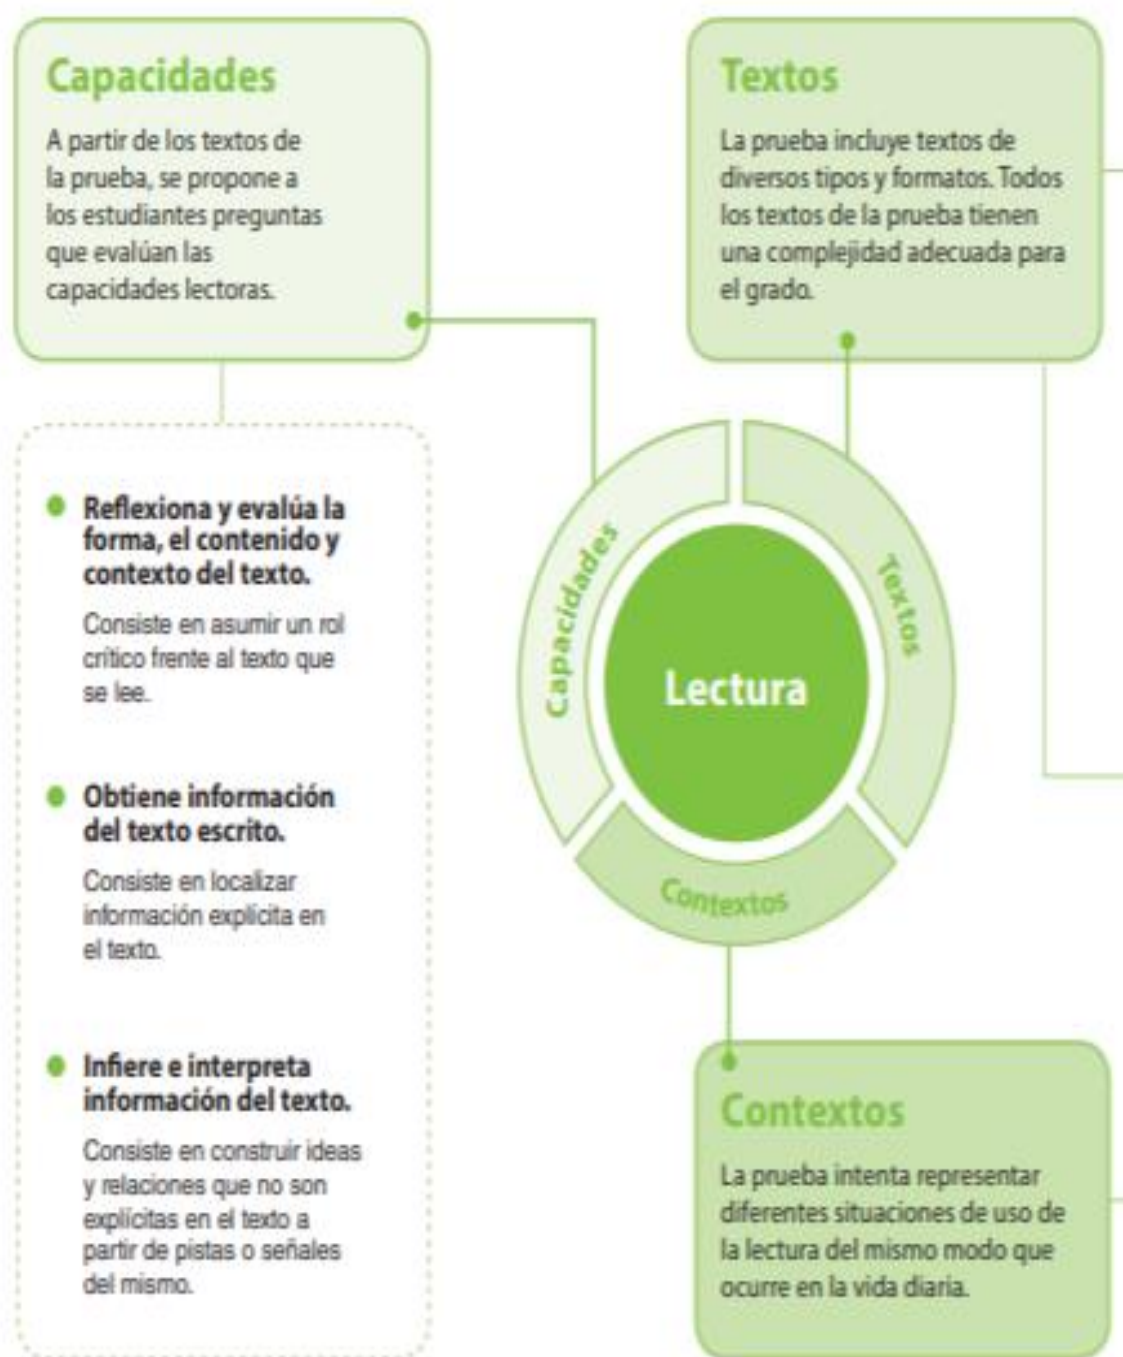 Capacidades
A partir de los textos de
la prueba, se propone a
los estudiantes preguntas
que evalúan las
capacidades lectoras.
Textos
La prueba incluye textos de
diversos tipos y formatos. Todos
los textos de la prueba tienen
una complejidad adecuada para
el grado.
Reflexiona y evalúa la
forma, el contenido y
contexto del texto.
Consiste en asumir un rol
crítico frente al texto que
se lee.
Obtiene información
del texto escrito.
Consiste en localizar
información explícita en
el texto.
Infiere e interpreta
información del texto.
Consiste en construir ideas
y relaciones que no son
explícitas en el texto a
partir de pistas o señales
del mismo.
Capacidades
Textos
Lectura
Contextos
Contextos
La prueba intenta representar
diferentes situaciones de uso de
la lectura del mismo modo que
ocurre en la vida diaria.